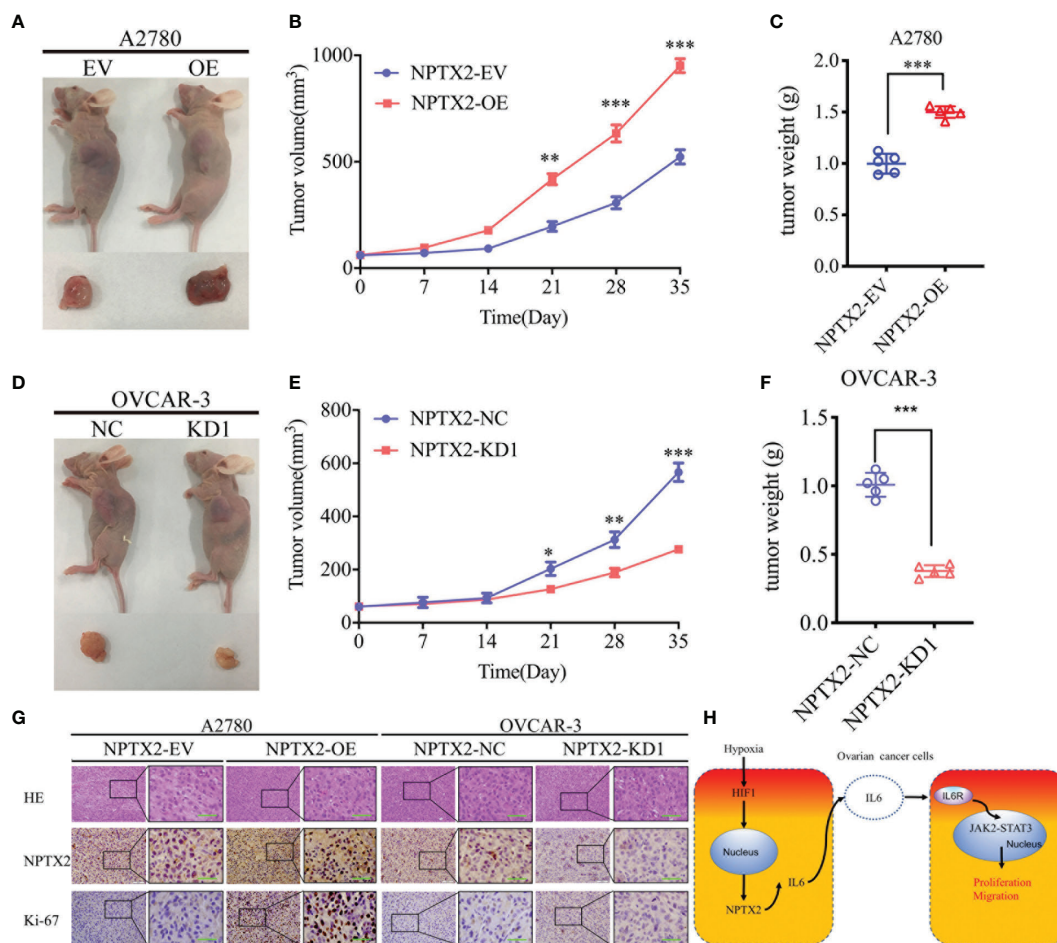 A
A2780
EV OE
B
1000
500
0
Tumor volume(mm³)
NPTX2-EV
NPTX2-OE
**
***
***
0 7 14 21 28 35
Time(Day)
C
A2780
***
2.0
1.5
1.0
0.5
0.0
tumor weight (g)
NPTX2-EV
NPTX2-OE
D
OVCAR-3
NC KD1
E
800
600
400
200
0
Tumor volume(mm³)
NPTX2-NC
NPTX2-KD1
*
**
***
0 7 14 21 28 35
Time(Day)
F
OVCAR-3
***
1.5
1.0
0.5
0.0
tumor weight (g)
NPTX2-NC
NPTX2-KD1
G
A2780 OVCAR-3
NPTX2-EV NPTX2-OE NPTX2-NC NPTX2-KD1
HE
NPTX2
Ki-67
H
Hypoxia
Ovarian cancer cells
HIF1
Nucleus
NPTX2
IL6
IL6
IL6R
JAK2-STAT3
Nucleus
Proliferation
Migration